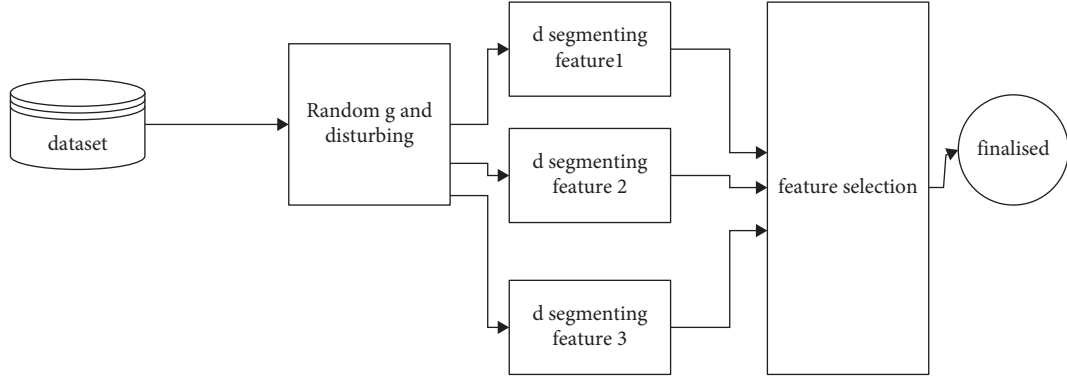 dataset
Random g and
disturbing
d segmenting
feature1
d segmenting
feature 2
d segmenting
feature 3
feature selection
finalised